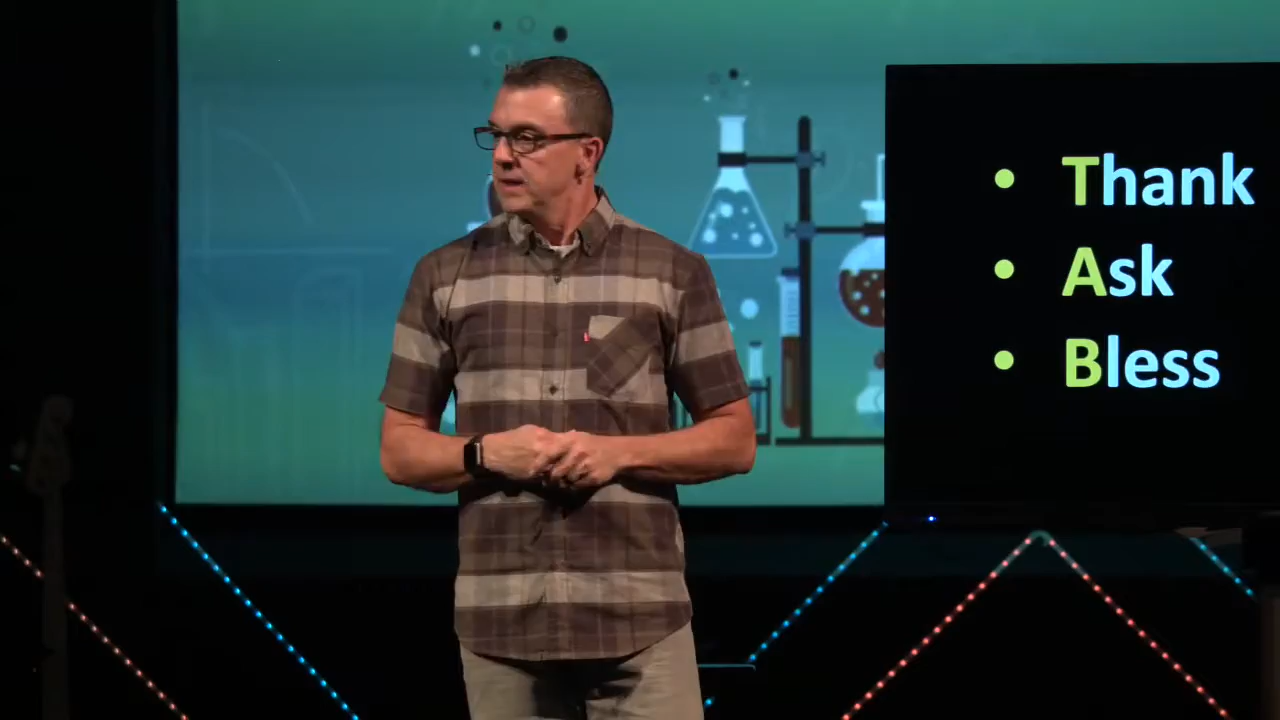 • Thank
• Ask
• Bless